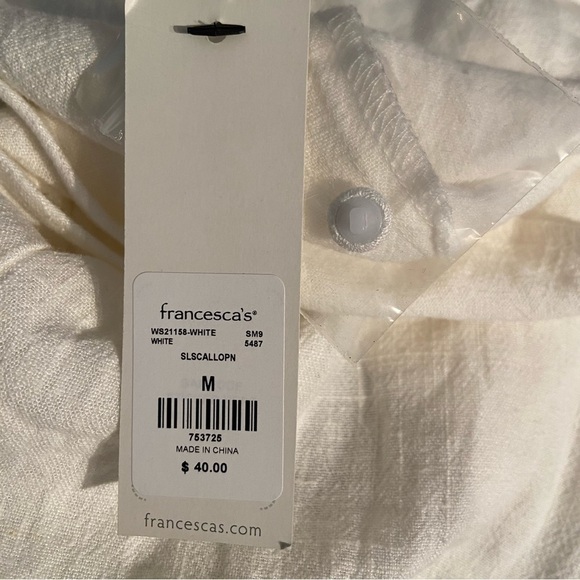 francesca's®
WS21158-WHITE SM9
WHITE 5487
SLSCALLOPN
M
753725
MADE IN CHINA
$ 40.00
francescas.com